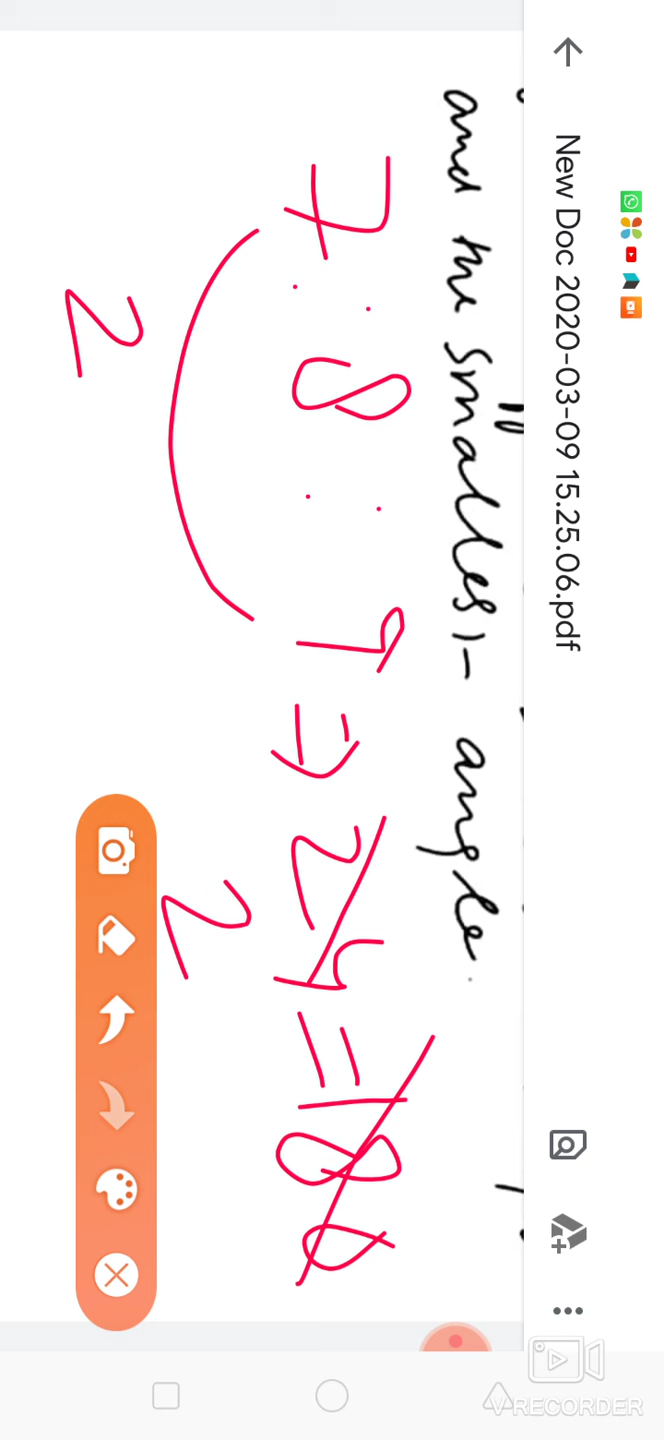 New Doc 2020-03-09 15.25.06.pdf
and the smallest angle.
7 : 8 : 9 → 24 = 180
2 2
VRECORDER